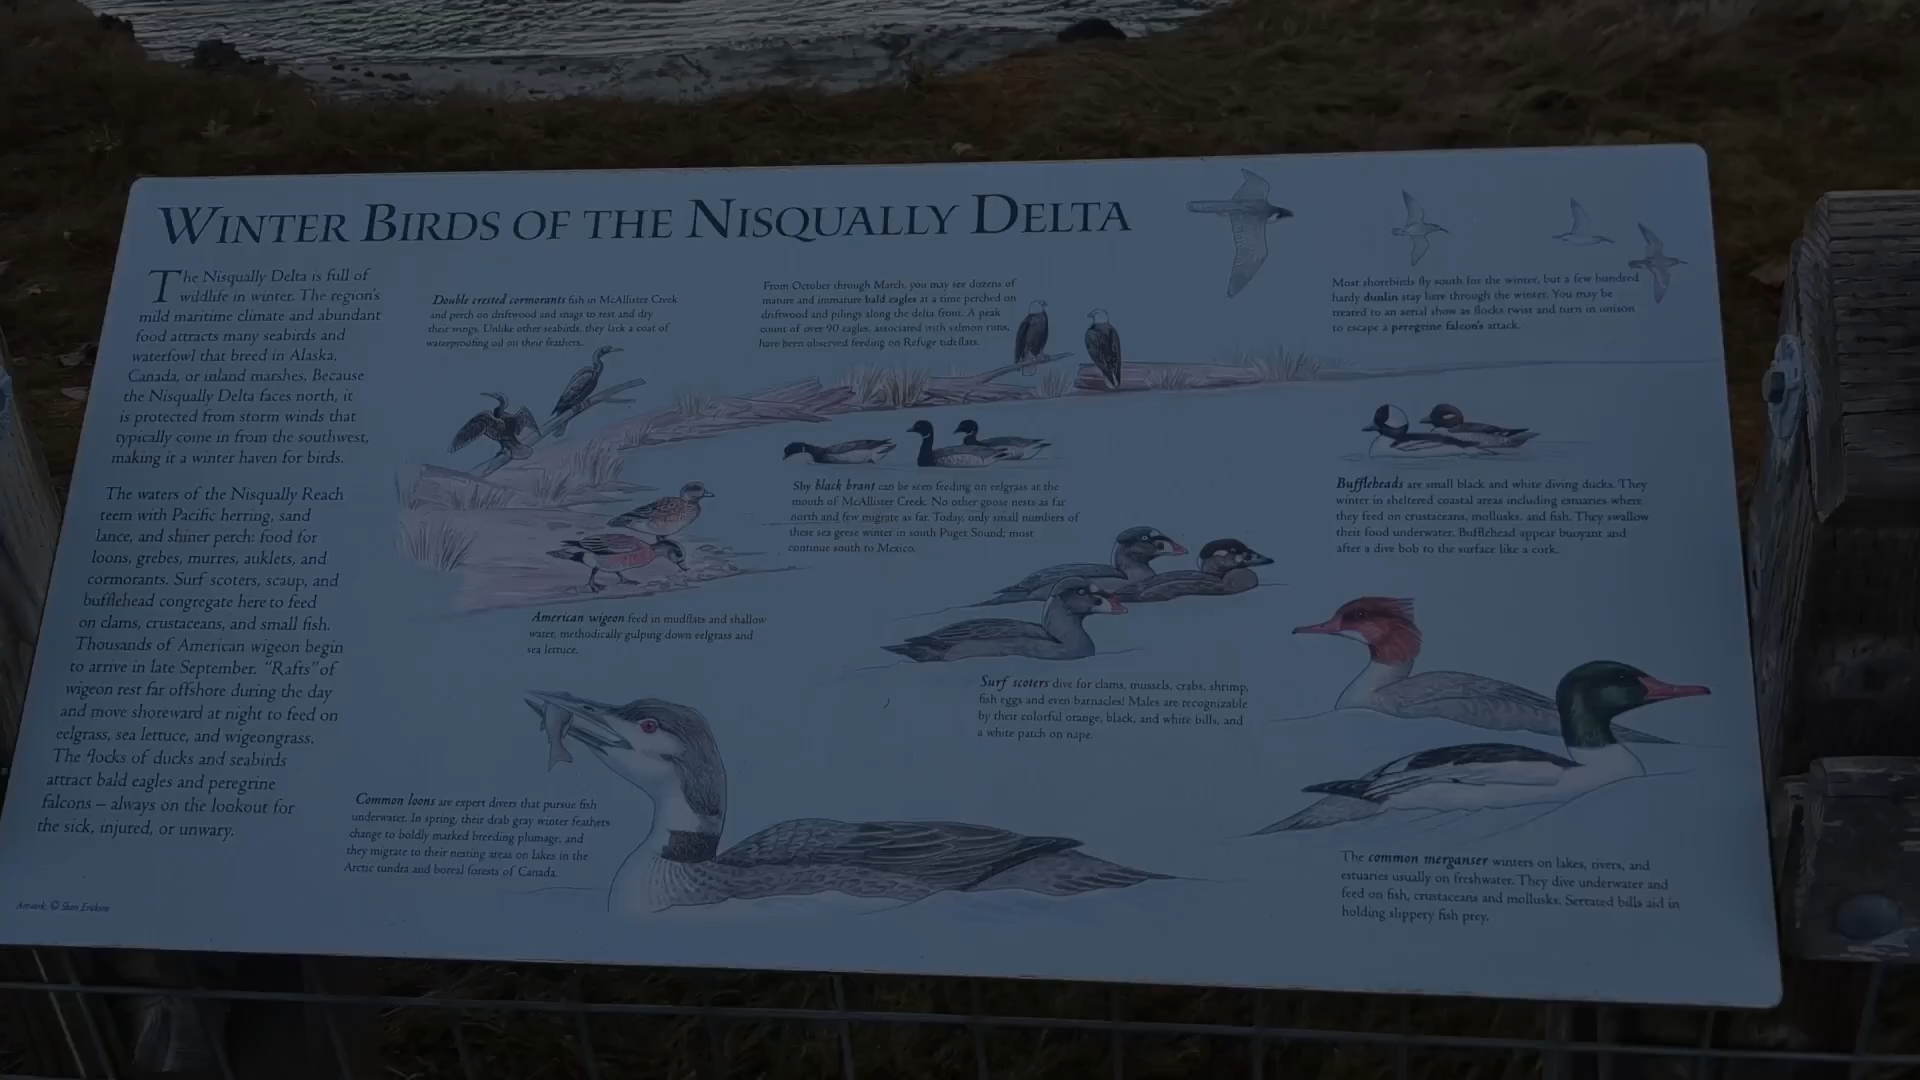 WINTER BIRDS OF THE NISQUALLY DELTA
The Nisqually Delta is full of
wildlife in winter. The region's
mild maritime climate and abundant
food attracts many seabirds and
waterfowl that breed in Alaska,
Canada, or inland marshes. Because
the Nisqually Delta faces north, it
is protected from storm winds that
typically come in from the southwest,
making it a winter haven for birds.
The waters of the Nisqually Reach
teem with Pacific herring, sand
lance, and shiner perch: food for
loons, grebes, murres, auklets, and
cormorants. Surf scoters, scaup, and
bufflehead congregate here to feed
on clams, crustaceans, and small fish.
Thousands of American wigeon begin
to arrive in late September. "Rafts" of
wigeon rest far offshore during the day
and move shoreward at night to feed on
eelgrass, sea lettuce, and wigeongrass.
The flocks of ducks and seabirds
attract bald eagles and peregrine
falcons – always on the lookout for
the sick, injured, or unwary.
Artwork ©
Double crested cormorants fish in McAllister Creek
and perch on driftwood and snags to rest and dry
their wings. Unlike other seabirds, they lack a coat of
waterproofing oil on their feathers.
From October through March, you may see dozens of
mature and immature bald eagles at a time perched on
driftwood and pilings along the delta front. A peak
count of over 90 eagles, associated with salmon runs,
have been observed feeding on Refuge tideflats.
Most shorebirds fly south for the winter, but a few hundred
hardy dunlin stay here through the winter. You may be
treated to an aerial show as flocks twist and turn in unison
to escape a peregrine falcon's attack.
Shy black brant can be seen feeding on eelgrass at the
mouth of McAllister Creek. No other goose nests as far
north and few migrate as far. Today, only small numbers of
these sea geese winter in south Puget Sound; most
continue south to Mexico.
Buffleheads are small black and white diving ducks. They
winter in sheltered coastal areas including estuaries where
they feed on crustaceans, mollusks, and fish. They swallow
their food underwater. Bufflehead appear buoyant and
after a dive bob to the surface like a cork.
American wigeon feed in mudflats and shallow
water, methodically gulping down eelgrass and
sea lettuce.
Surf scoters dive for clams, mussels, crabs, shrimp,
fish eggs and even barnacles! Males are recognizable
by their colorful orange, black, and white bills, and
a white patch on nape.
Common loons are expert divers that pursue fish
underwater. In spring, their drab gray winter feathers
change to boldly marked breeding plumage, and
they migrate to their nesting areas on lakes in the
Arctic tundra and boreal forests of Canada.
The common merganser winters on lakes, rivers, and
estuaries usually on freshwater. They dive underwater and
feed on fish, crustaceans and mollusks. Serrated bills aid in
holding slippery fish prey.